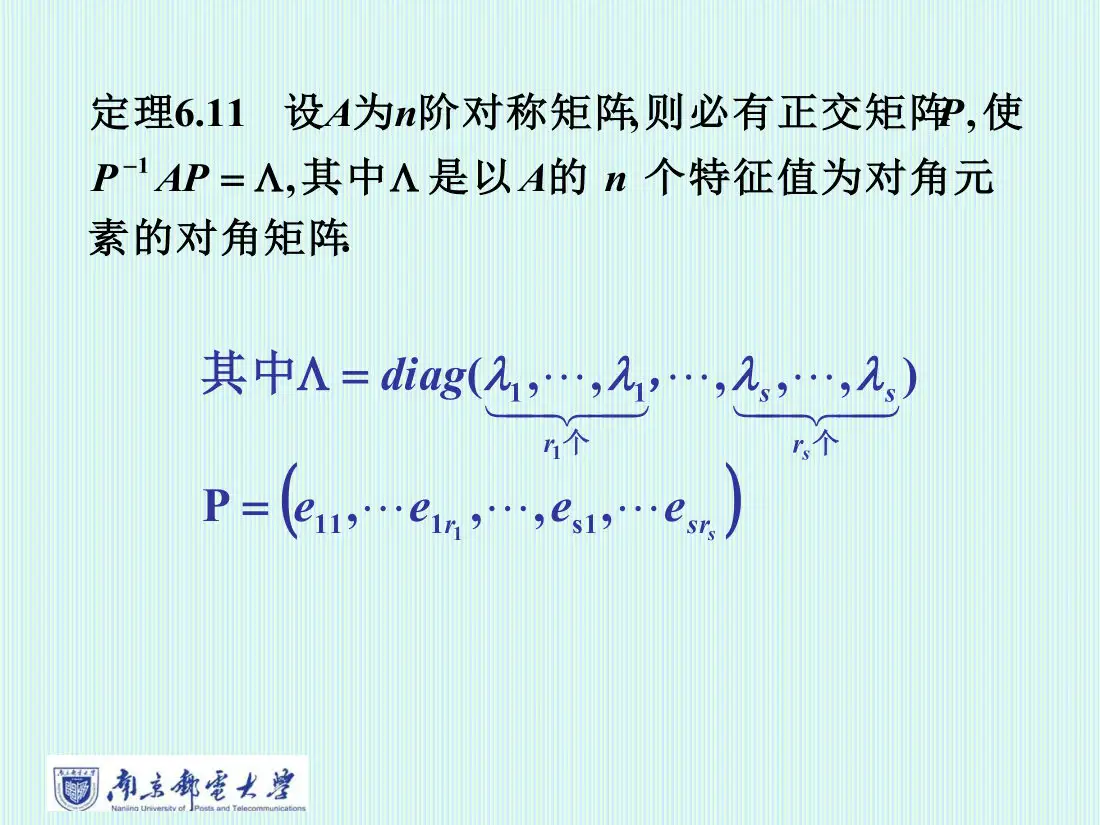 定理6.11 设A为n阶对称矩阵,则必有正交矩阵P,使
P⁻¹AP = Λ,其中Λ 是以 A的 n 个特征值为对角元
素的对角矩阵.
其中Λ = diag(λ₁,⋯,λ₁,⋯,λₛ,⋯,λₛ)
r₁个 rₛ个
P = (e₁₁,⋯e₁r₁,⋯,eₛ₁,⋯eₛrₛ)
南京邮電大学
Nanjing University of Posts and Telecommunications